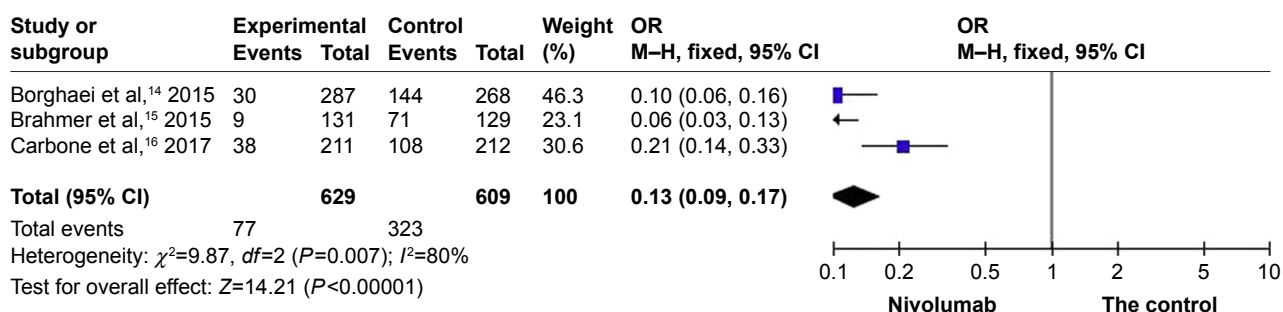 Study or subgroup Experimental Control Weight (%) OR M–H, fixed, 95% CI OR M–H, fixed, 95% CI
Events Total Events Total
Borghaei et al,¹⁴ 2015 30 287 144 268 46.3 0.10 (0.06, 0.16)
Brahmer et al,¹⁵ 2015 9 131 71 129 23.1 0.06 (0.03, 0.13)
Carbone et al,¹⁶ 2017 38 211 108 212 30.6 0.21 (0.14, 0.33)
Total (95% CI) 629 609 100 0.13 (0.09, 0.17)
Total events 77 323
Heterogeneity: χ²=9.87, df=2 (P=0.007); I²=80%
Test for overall effect: Z=14.21 (P<0.00001)
0.1 0.2 0.5 1 2 5 10
Nivolumab The control